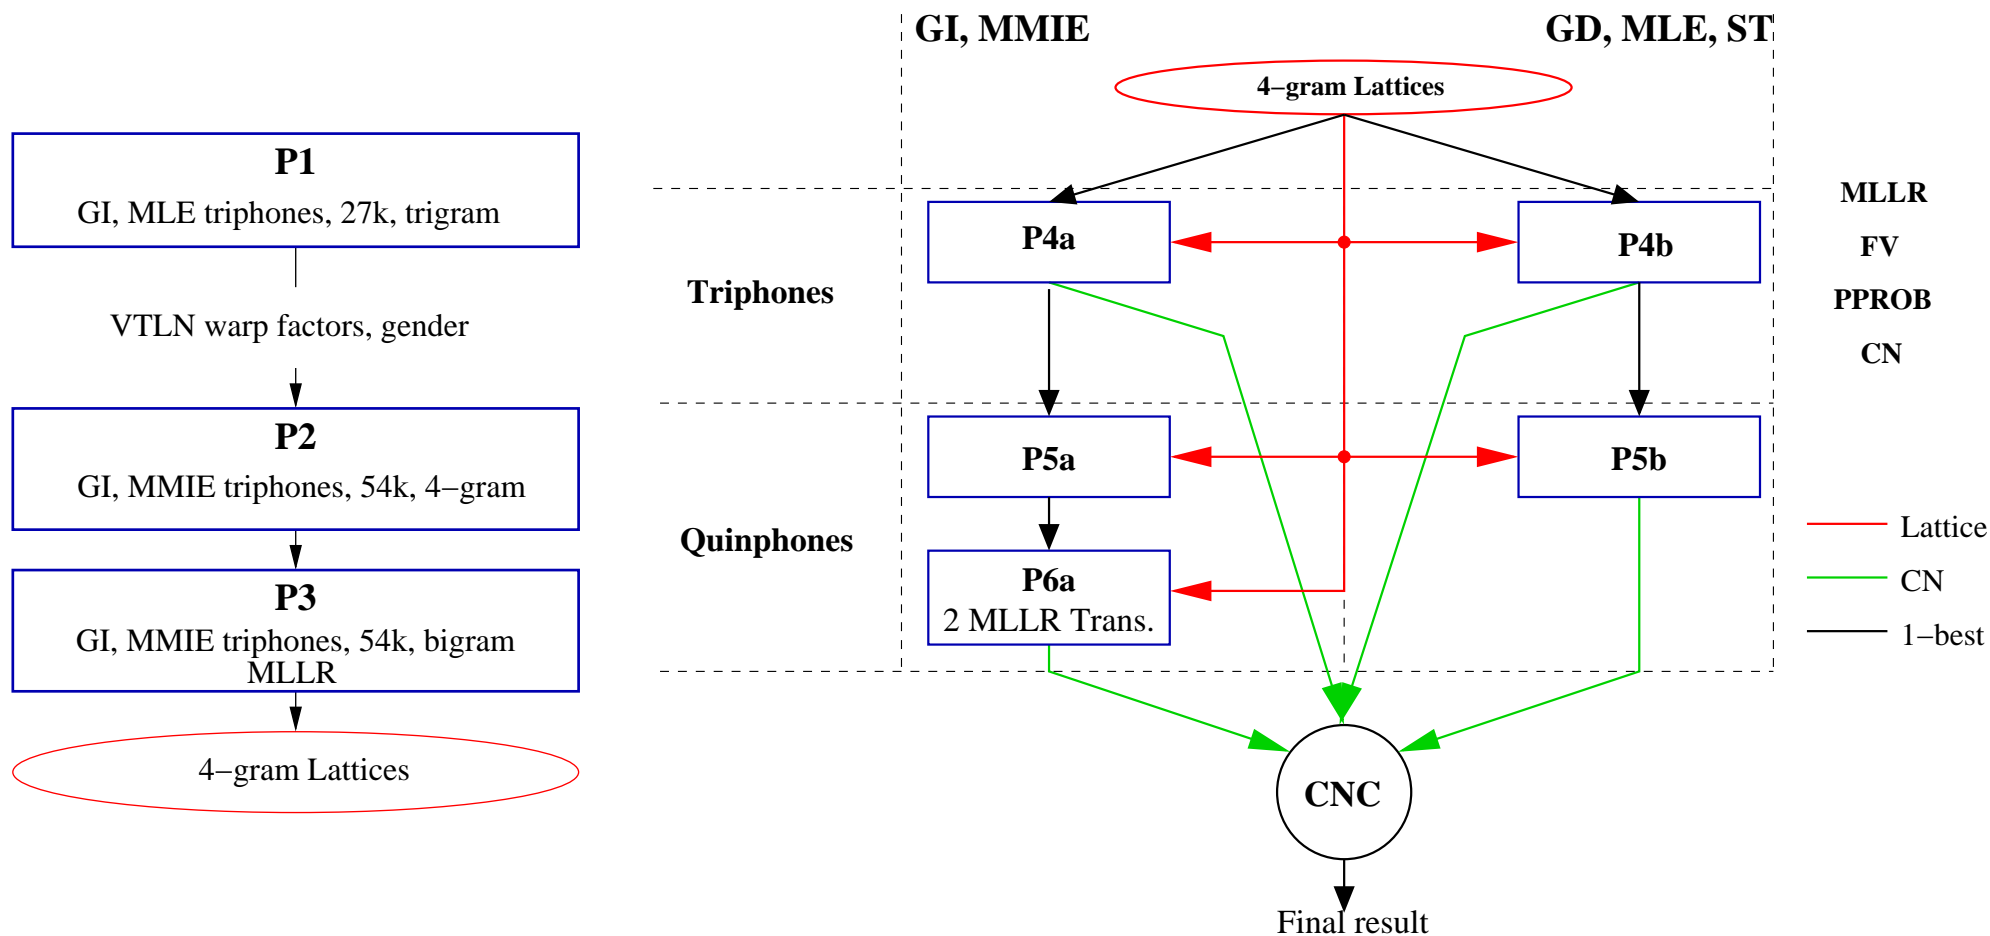 P1
GI, MLE triphones, 27k, trigram
VTLN warp factors, gender
P2
GI, MMIE triphones, 54k, 4−gram
P3
GI, MMIE triphones, 54k, bigram
MLLR
4−gram Lattices
GI, MMIE
GD, MLE, ST
4−gram Lattices
Triphones
P4a
P4b
Quinphones
P5a
P5b
P6a
2 MLLR Trans.
CNC
Final result
MLLR
FV
PPROB
CN
Lattice
CN
1−best